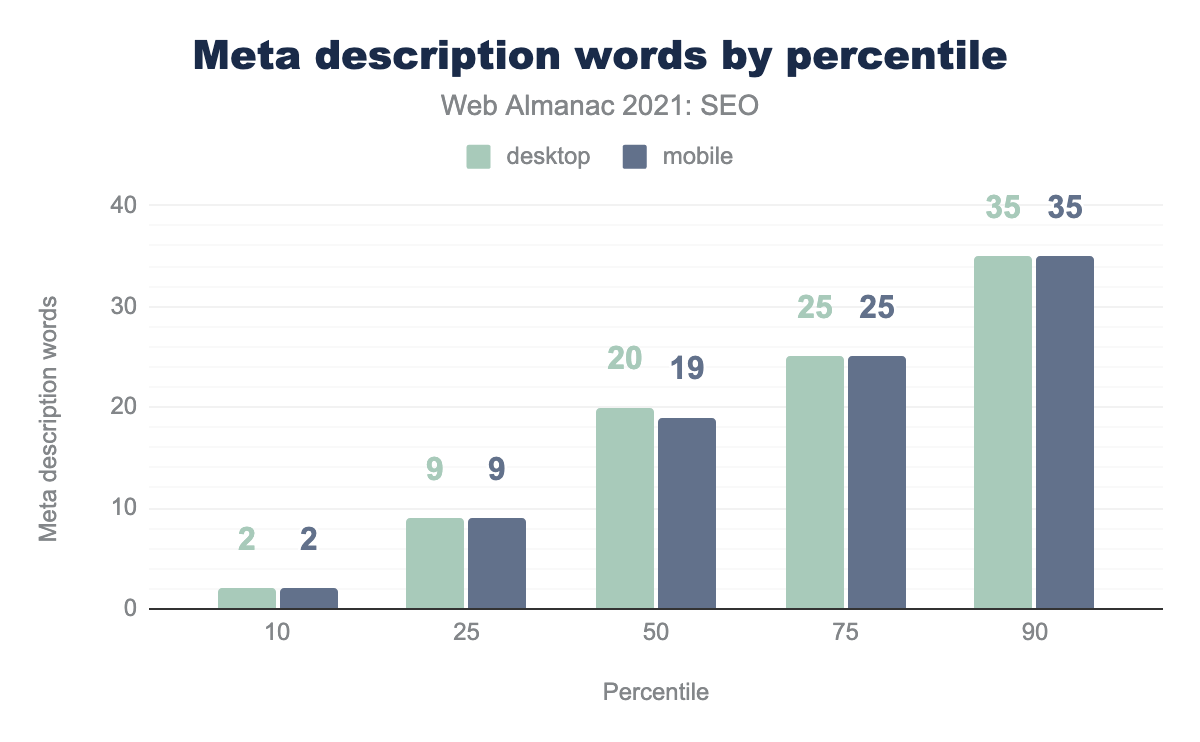 Meta description words by percentile
Web Almanac 2021: SEO
desktop mobile
Meta description words
40
30
20
10
0
2 2
9 9
20 19
25 25
35 35
10 25 50 75 90
Percentile